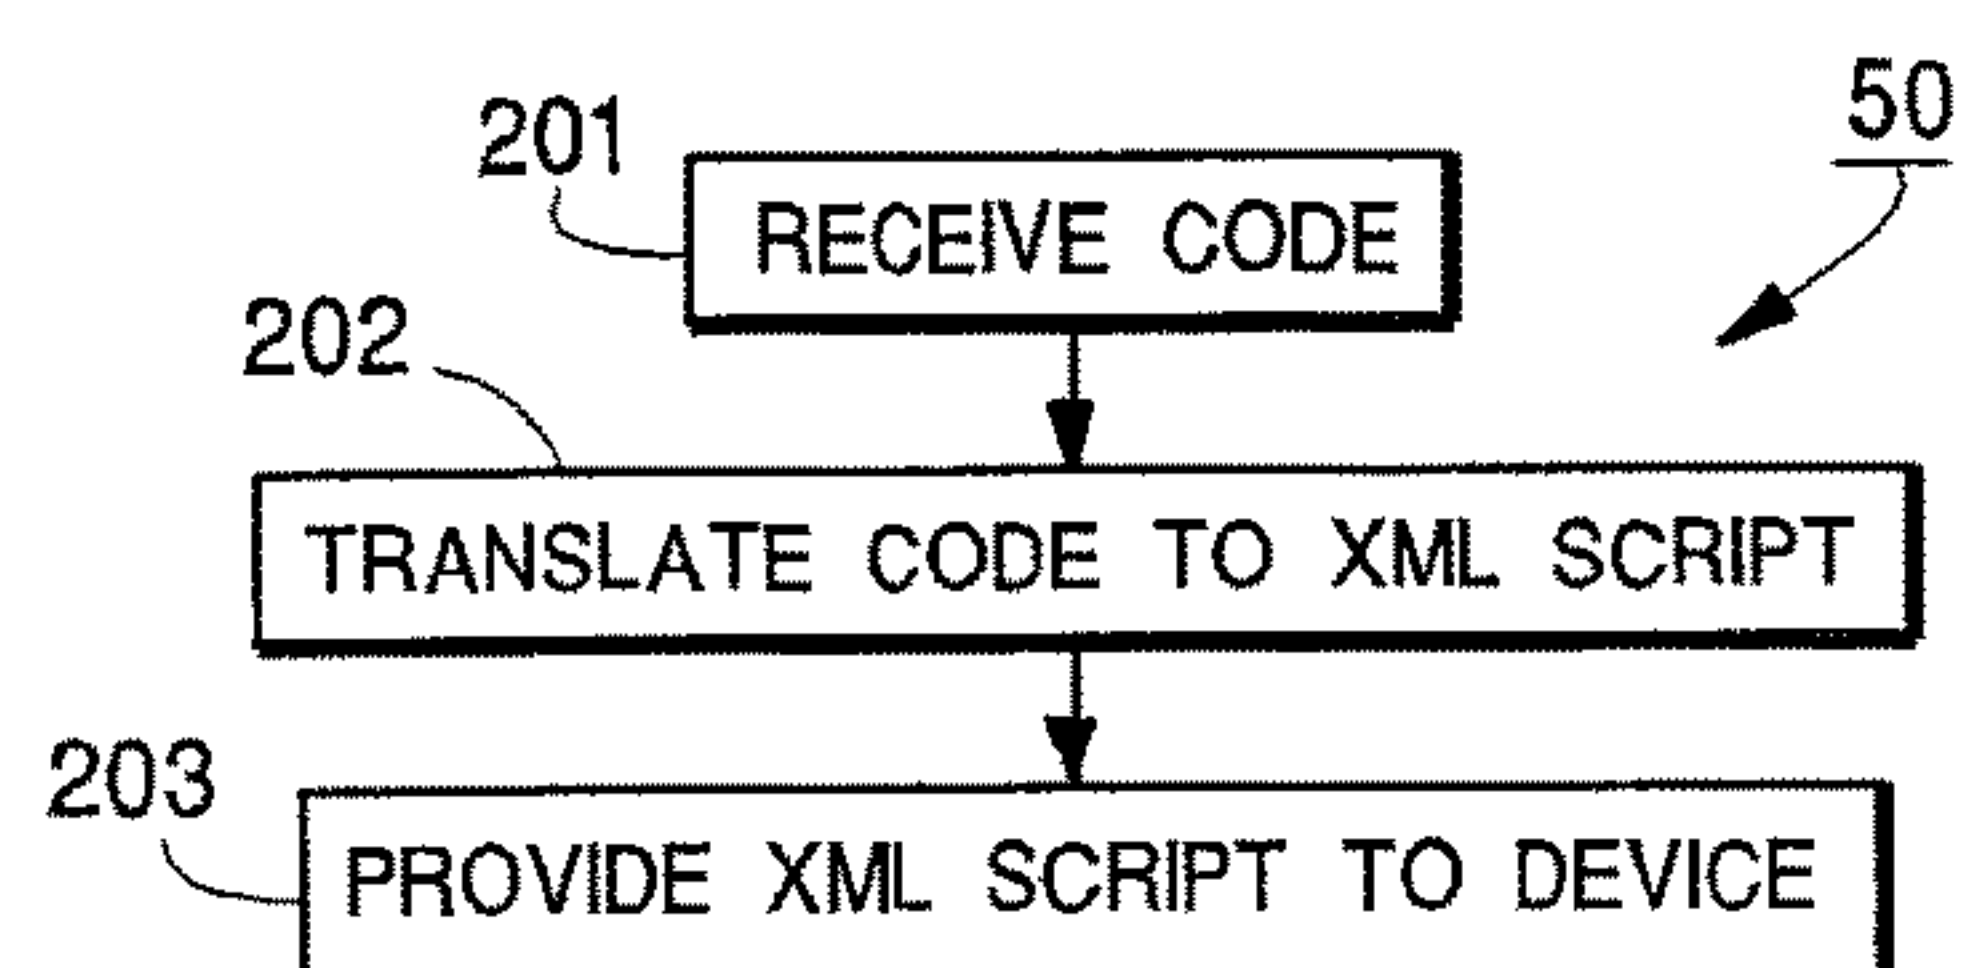 50
201
RECEIVE CODE
202
TRANSLATE CODE TO XML SCRIPT
203
PROVIDE XML SCRIPT TO DEVICE